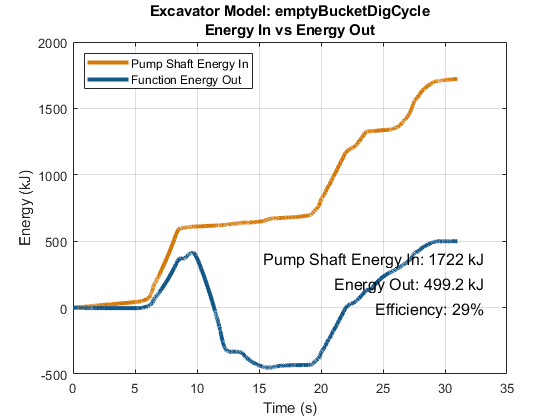 Excavator Model: emptyBucketDigCycle
Energy In vs Energy Out
Pump Shaft Energy In
Function Energy Out
Energy (kJ)
2000
1500
1000
500
0
-500
Pump Shaft Energy In: 1722 kJ
Energy Out: 499.2 kJ
Efficiency: 29%
0
5
10
15
20
25
30
35
Time (s)